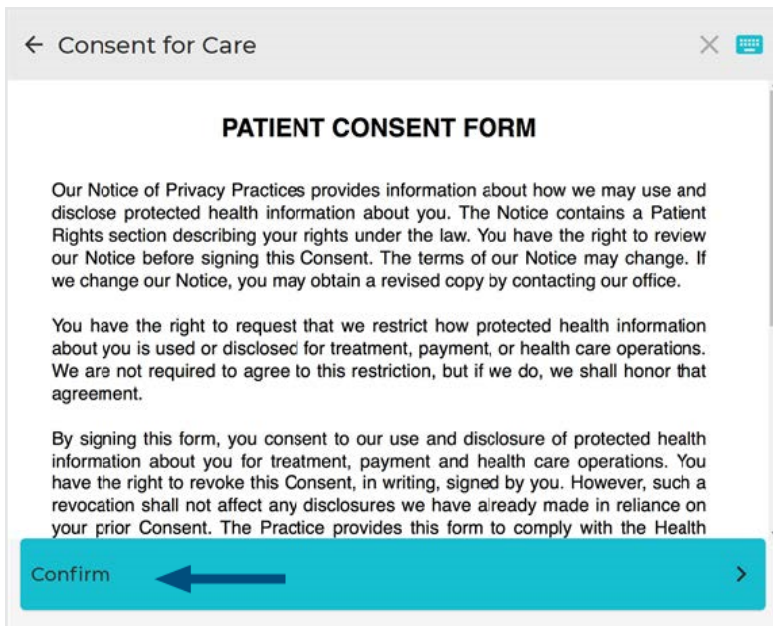 Consent for Care
PATIENT CONSENT FORM
Our Notice of Privacy Practices provides information about how we may use and
disclose protected health information about you. The Notice contains a Patient
Rights section describing your rights under the law. You have the right to review
our Notice before signing this Consent. The terms of our Notice may change. If
we change our Notice, you may obtain a revised copy by contacting our office.
You have the right to request that we restrict how protected health information
about you is used or disclosed for treatment, payment, or health care operations.
We are not required to agree to this restriction, but if we do, we shall honor that
agreement.
By signing this form, you consent to our use and disclosure of protected health
information about you for treatment, payment and health care operations. You
have the right to revoke this Consent, in writing, signed by you. However, such a
revocation shall not affect any disclosures we have already made in reliance on
your prior Consent. The Practice provides this form to comply with the Health
Confirm